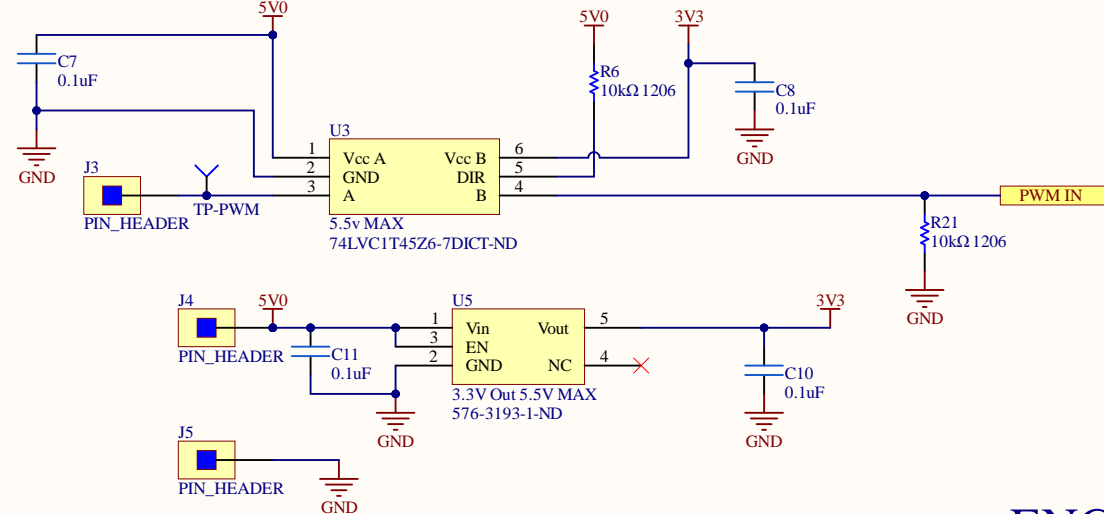 5V0
C7
0.1uF
GND
5V0
R6
10kΩ 1206
3V3
C8
0.1uF
GND
U3
1 Vcc A Vcc B 6
2 GND DIR 5
3 A B 4
5.5v MAX
74LVC1T45Z6-7DICT-ND
J3
PIN_HEADER
TP-PWM
PWM IN
R21
10kΩ 1206
GND
J4
PIN_HEADER
5V0
C11
0.1uF
GND
U5
1 Vin Vout 5
3 EN
2 GND NC 4
3.3V Out 5.5V MAX
576-3193-1-ND
3V3
C10
0.1uF
GND
J5
PIN_HEADER
GND